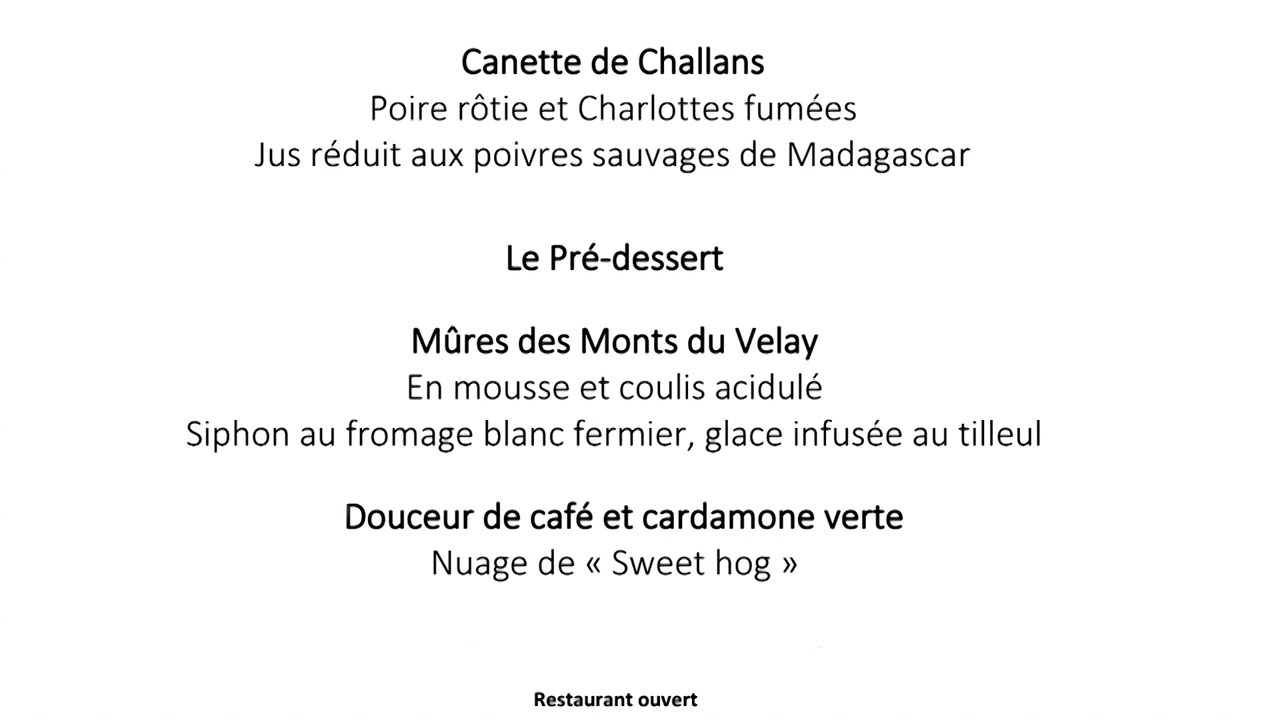 Canette de Challans
Poire rôtie et Charlottes fumées
Jus réduit aux poivres sauvages de Madagascar
Le Pré-dessert
Mûres des Monts du Velay
En mousse et coulis acidulé
Siphon au fromage blanc fermier, glace infusée au tilleul
Douceur de café et cardamone verte
Nuage de « Sweet hog »
Restaurant ouvert